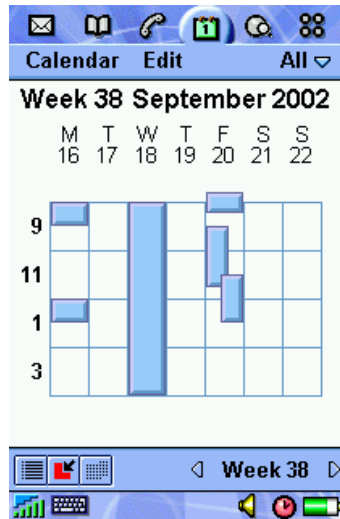 1
Calendar Edit All
Week 38 September 2002
M T W T F S S
16 17 18 19 20 21 22
9
11
1
3
Week 38